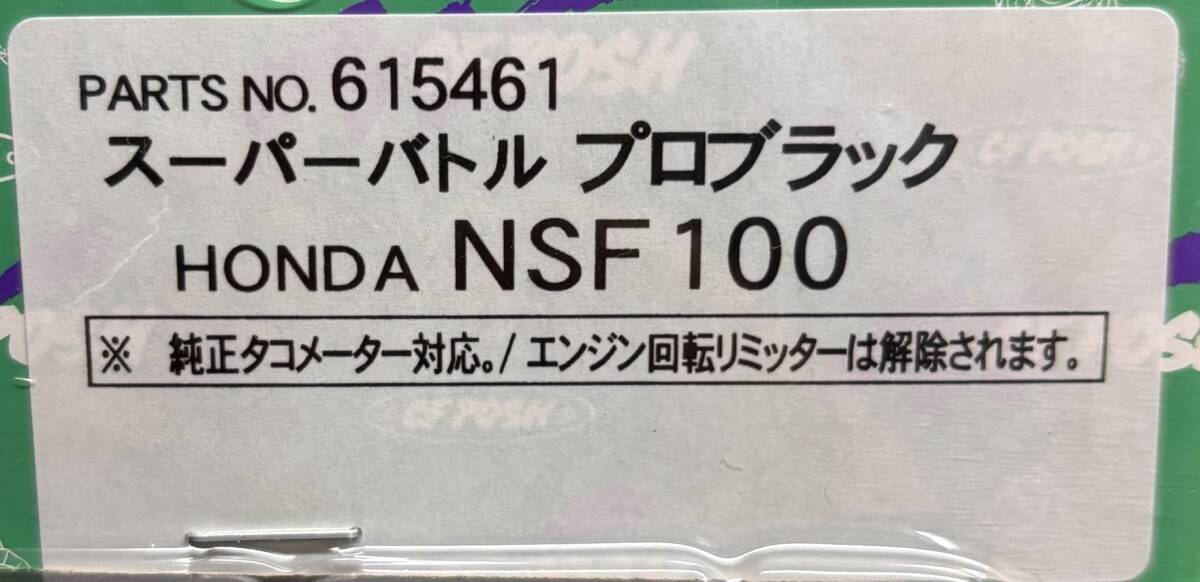 PARTS NO. 615461
スーパーバトル プロブラック
HONDA NSF100
※ 純正タコメーター対応。/エンジン回転リミッターは解除されます。
CF POSH